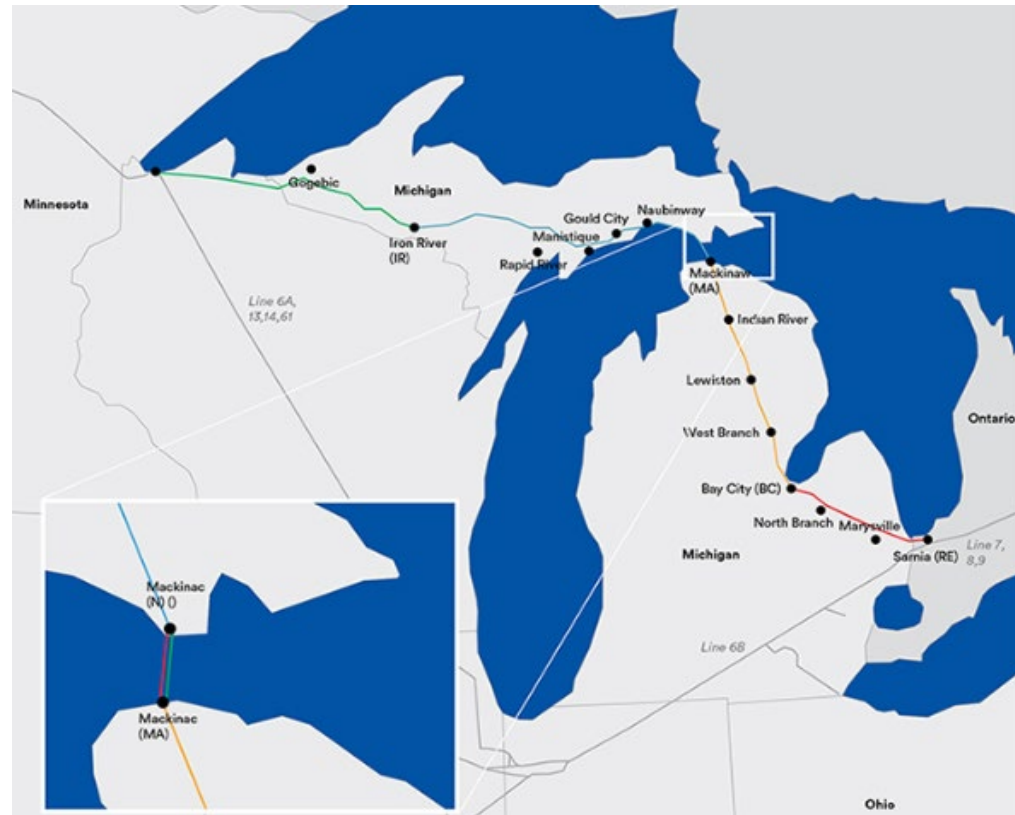 Minnesota
Gogebic
Michigan
Iron River
(IR)
Rapid River
Manistique
Gould City
Naubinway
Mackinaw
(MA)
Indian River
Lewiston
West Branch
Bay City (BC)
North Branch
Marysville
Sarnia (RE)
Ontario
Line 6A,
13,14,61
Line 7,
8,9
Michigan
Line 6B
Ohio
Mackinac
(N) ()
Mackinac
(MA)